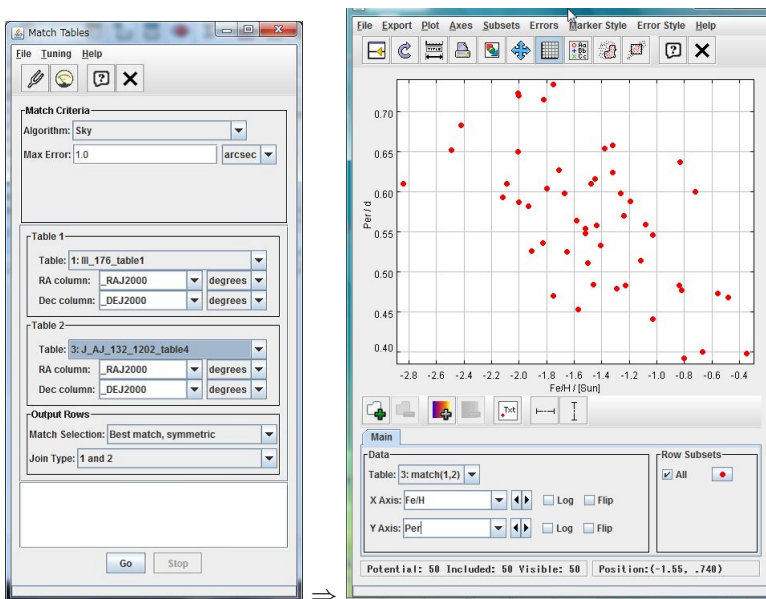 Match Tables
File Tuning Help
Match Criteria
Algorithm: Sky
Max Error: 1.0 arcsec
Table 1
Table: 1: III_176_table1
RA column: _RAJ2000 degrees
Dec column: _DEJ2000 degrees
Table 2
Table: 3: J_AJ_132_1202_table4
RA column: _RAJ2000 degrees
Dec column: _DEJ2000 degrees
Output Rows
Match Selection: Best match, symmetric
Join Type: 1 and 2
Go Stop
⇒
File Export Plot Axes Subsets Errors Marker Style Error Style Help
0.70
0.65
0.60
0.55
0.50
0.45
0.40
Per / d
-2.8 -2.6 -2.4 -2.2 -2.0 -1.8 -1.6 -1.4 -1.2 -1.0 -0.8 -0.6 -0.4
Fe/H / [Sun]
Txt
Main
Data
Table: 3: match(1,2)
X Axis: Fe/H Log Flip
Y Axis: Per Log Flip
Row Subsets
All
Potential: 50 Included: 50 Visible: 50 Position:(-1.55, .740)